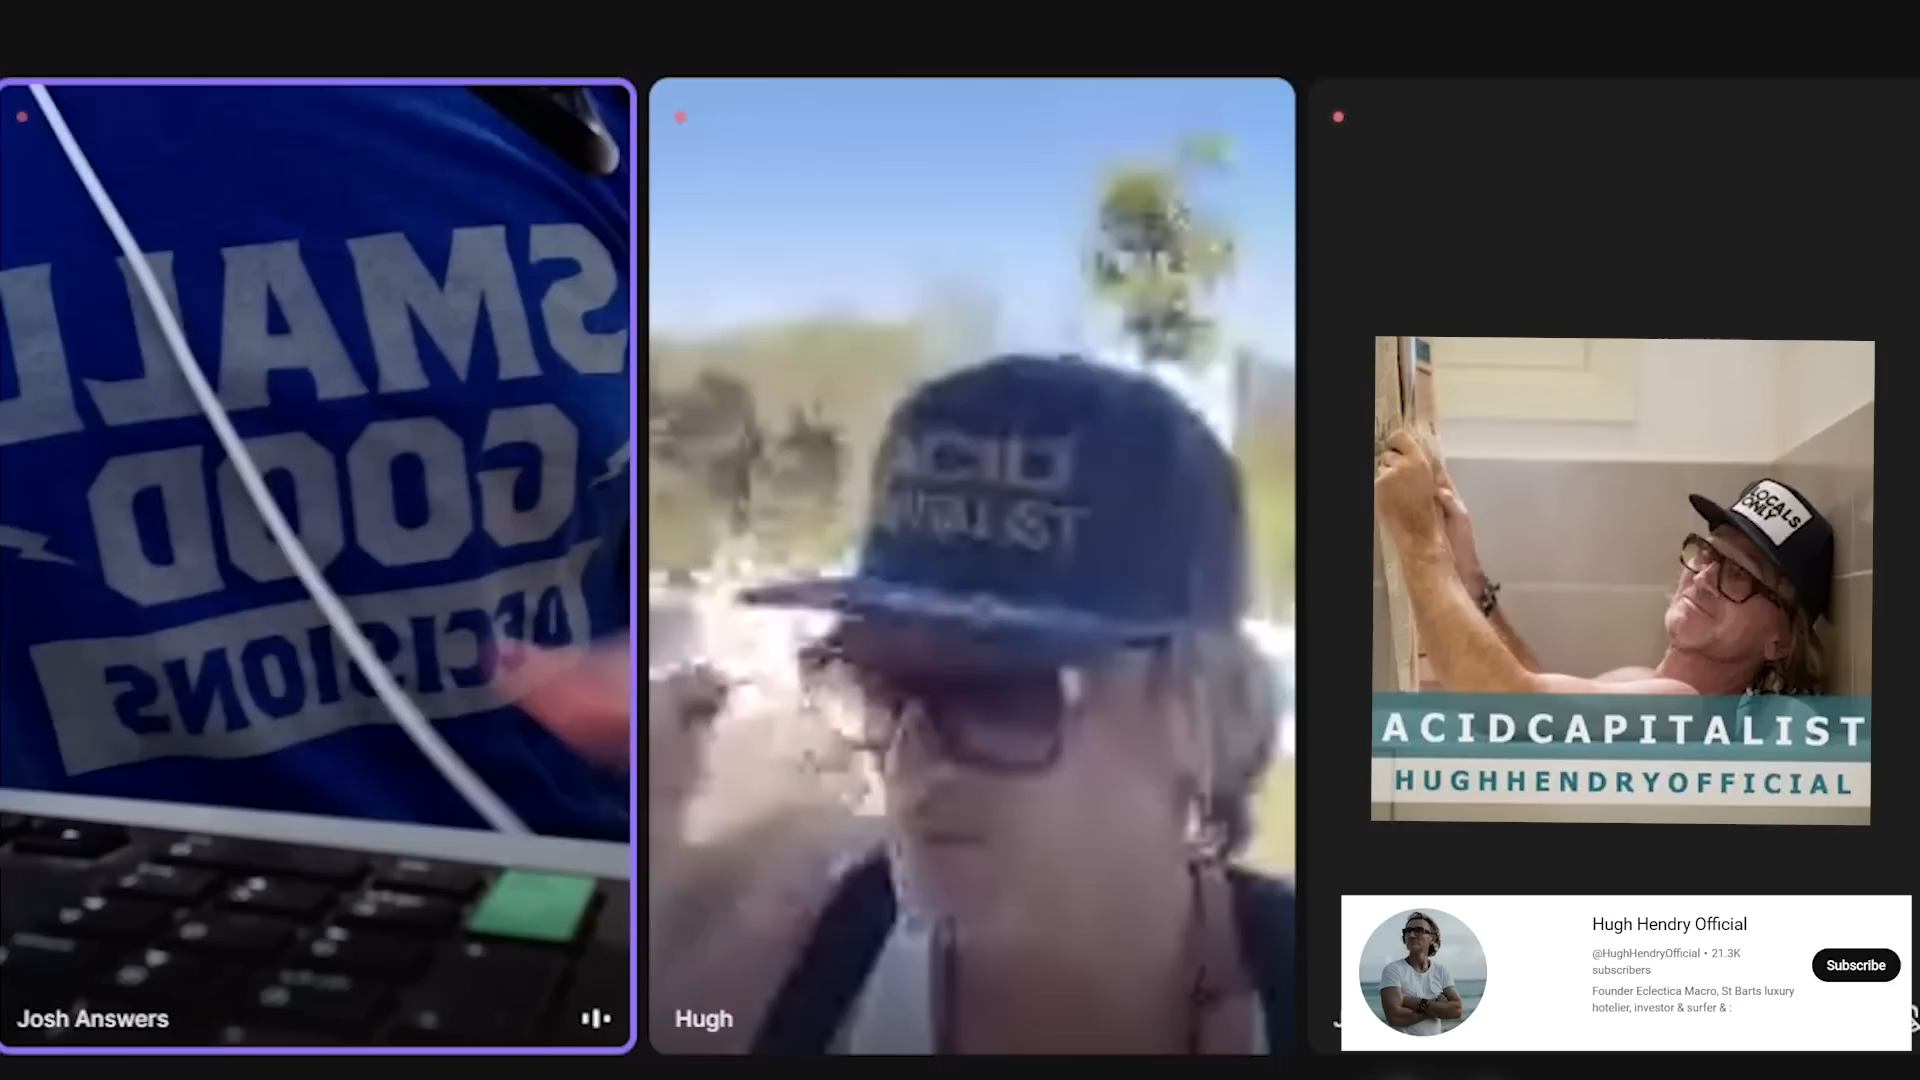 SMALL
GOOD
DECISIONS
Josh Answers
ACID
Hugh
LOCALS
ONLY
ACIDCAPITALIST
HUGHHENDRYOFFICIAL
Hugh Hendry Official
@HughHendryOfficial • 21.3K
subscribers
Founder Eclectica Macro, St Barts luxury
hotelier, investor & surfer & :
Subscribe